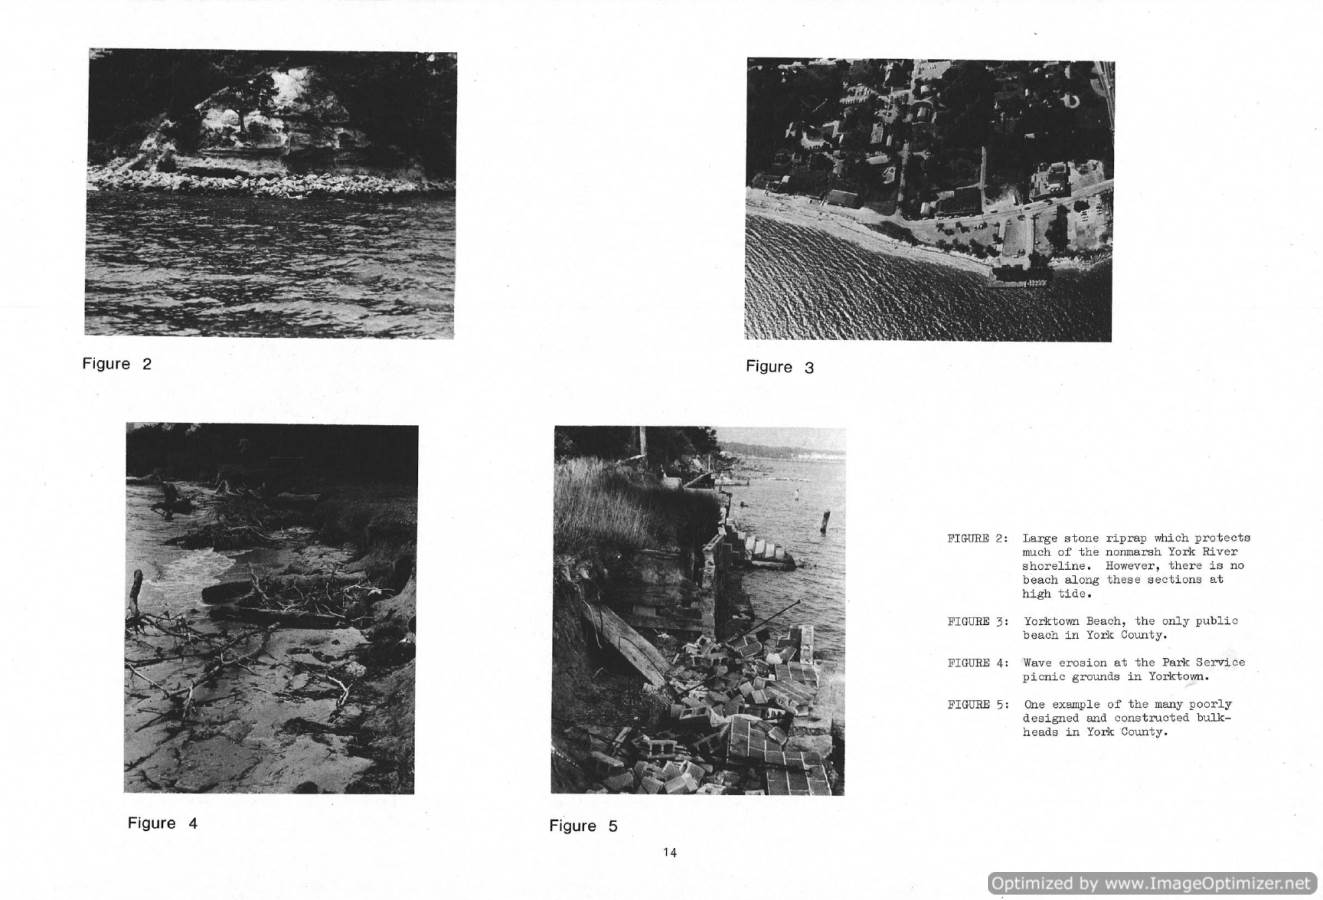 Figure 2
Figure 3
FIGURE 2: Large stone riprap which protects
much of the nonmarsh York River
shoreline. However, there is no
beach along these sections at
high tide.
FIGURE 3: Yorktown Beach, the only public
beach in York County.
FIGURE 4: Wave erosion at the Park Service
picnic grounds in Yorktown.
FIGURE 5: One example of the many poorly
designed and constructed bulk-
heads in York County.
Figure 4
Figure 5
14
Optimized by www.ImageOptimizer.net